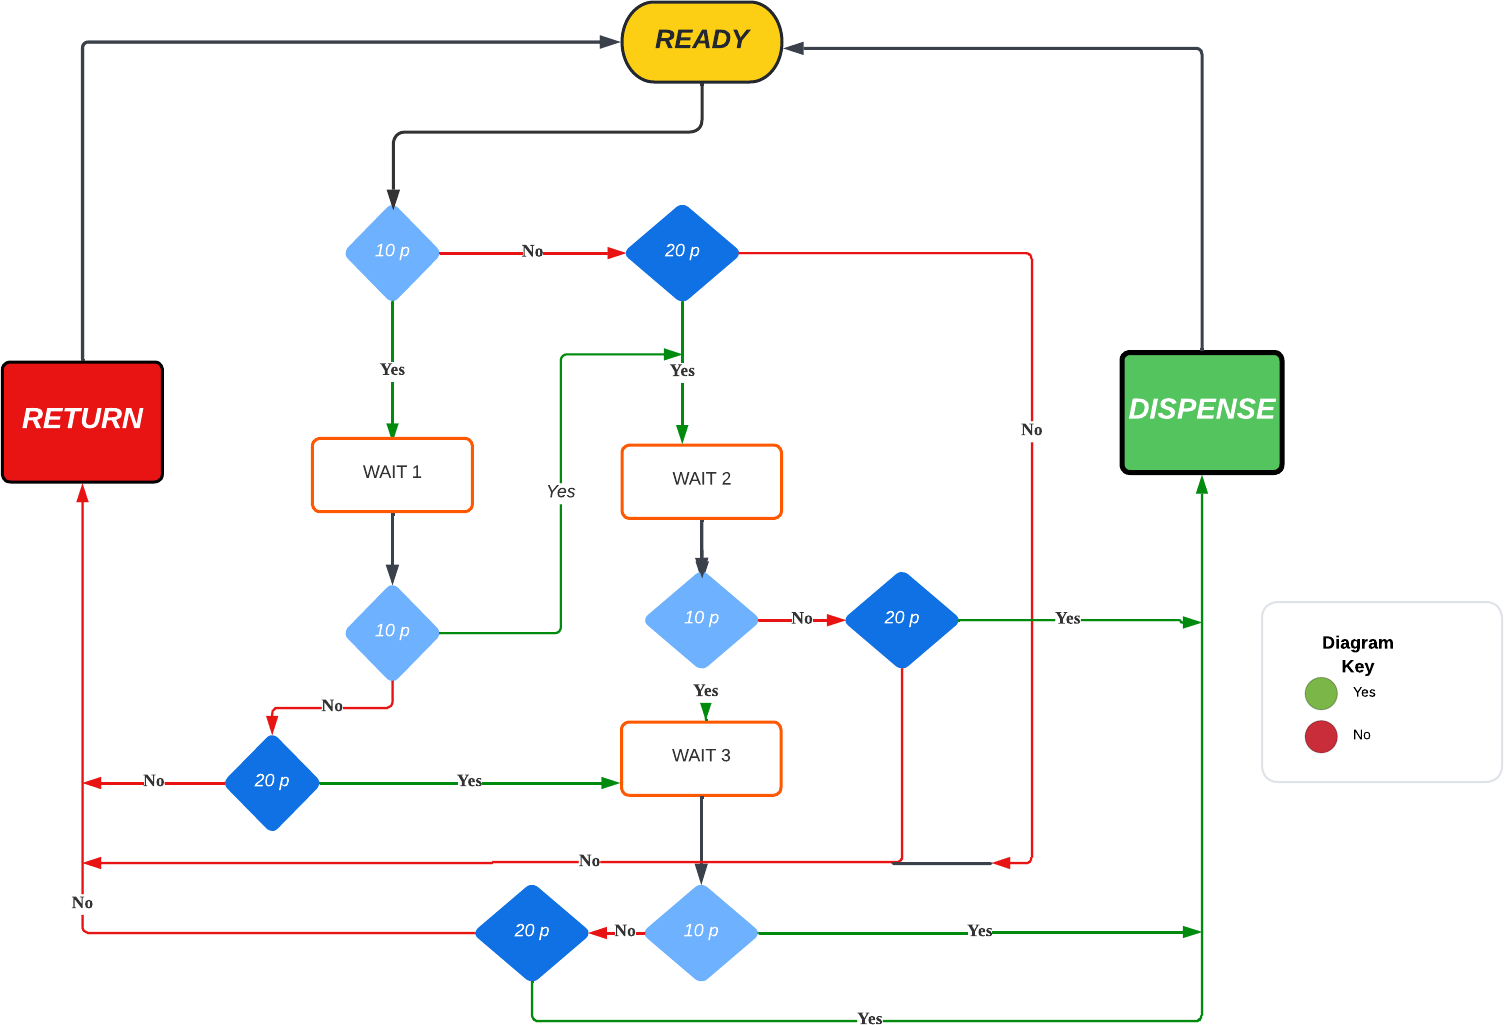 READY
10 p
No
20 p
Yes
Yes
RETURN
DISPENSE
No
WAIT 1
WAIT 2
Yes
10 p
10 p
No
20 p
Yes
Diagram
Key
Yes
No
No
Yes
20 p
No
Yes
WAIT 3
No
No
20 p
No
10 p
Yes
Yes